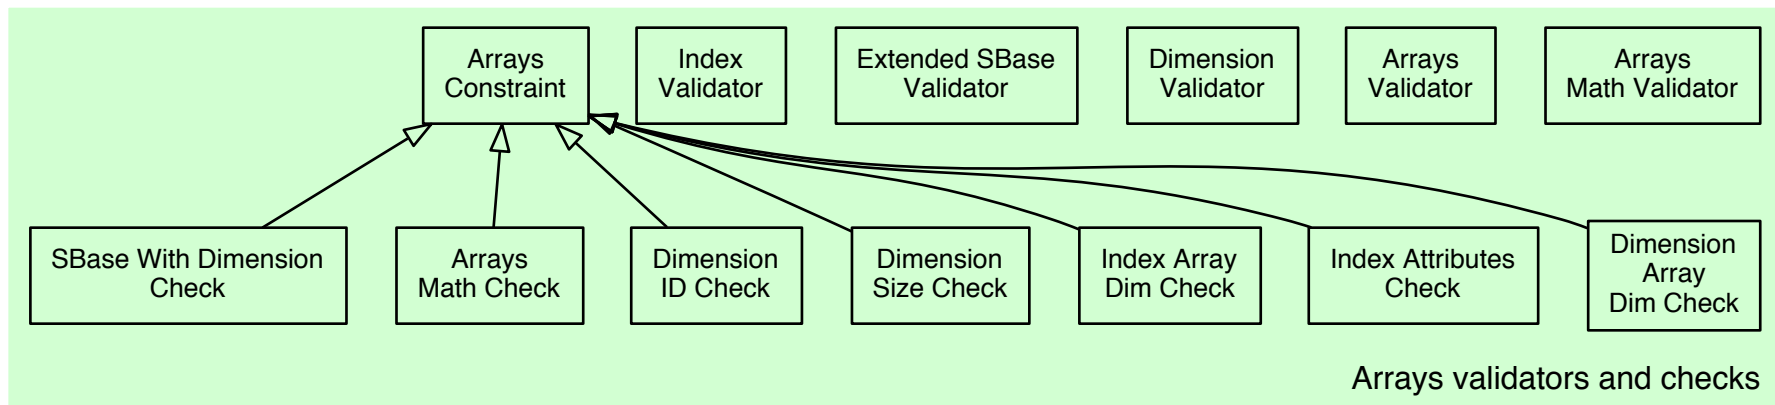 Arrays
Constraint
Index
Validator
Extended SBase
Validator
Dimension
Validator
Arrays
Validator
Arrays
Math Validator
SBase With Dimension
Check
Arrays
Math Check
Dimension
ID Check
Dimension
Size Check
Index Array
Dim Check
Index Attributes
Check
Dimension
Array
Dim Check
Arrays validators and checks